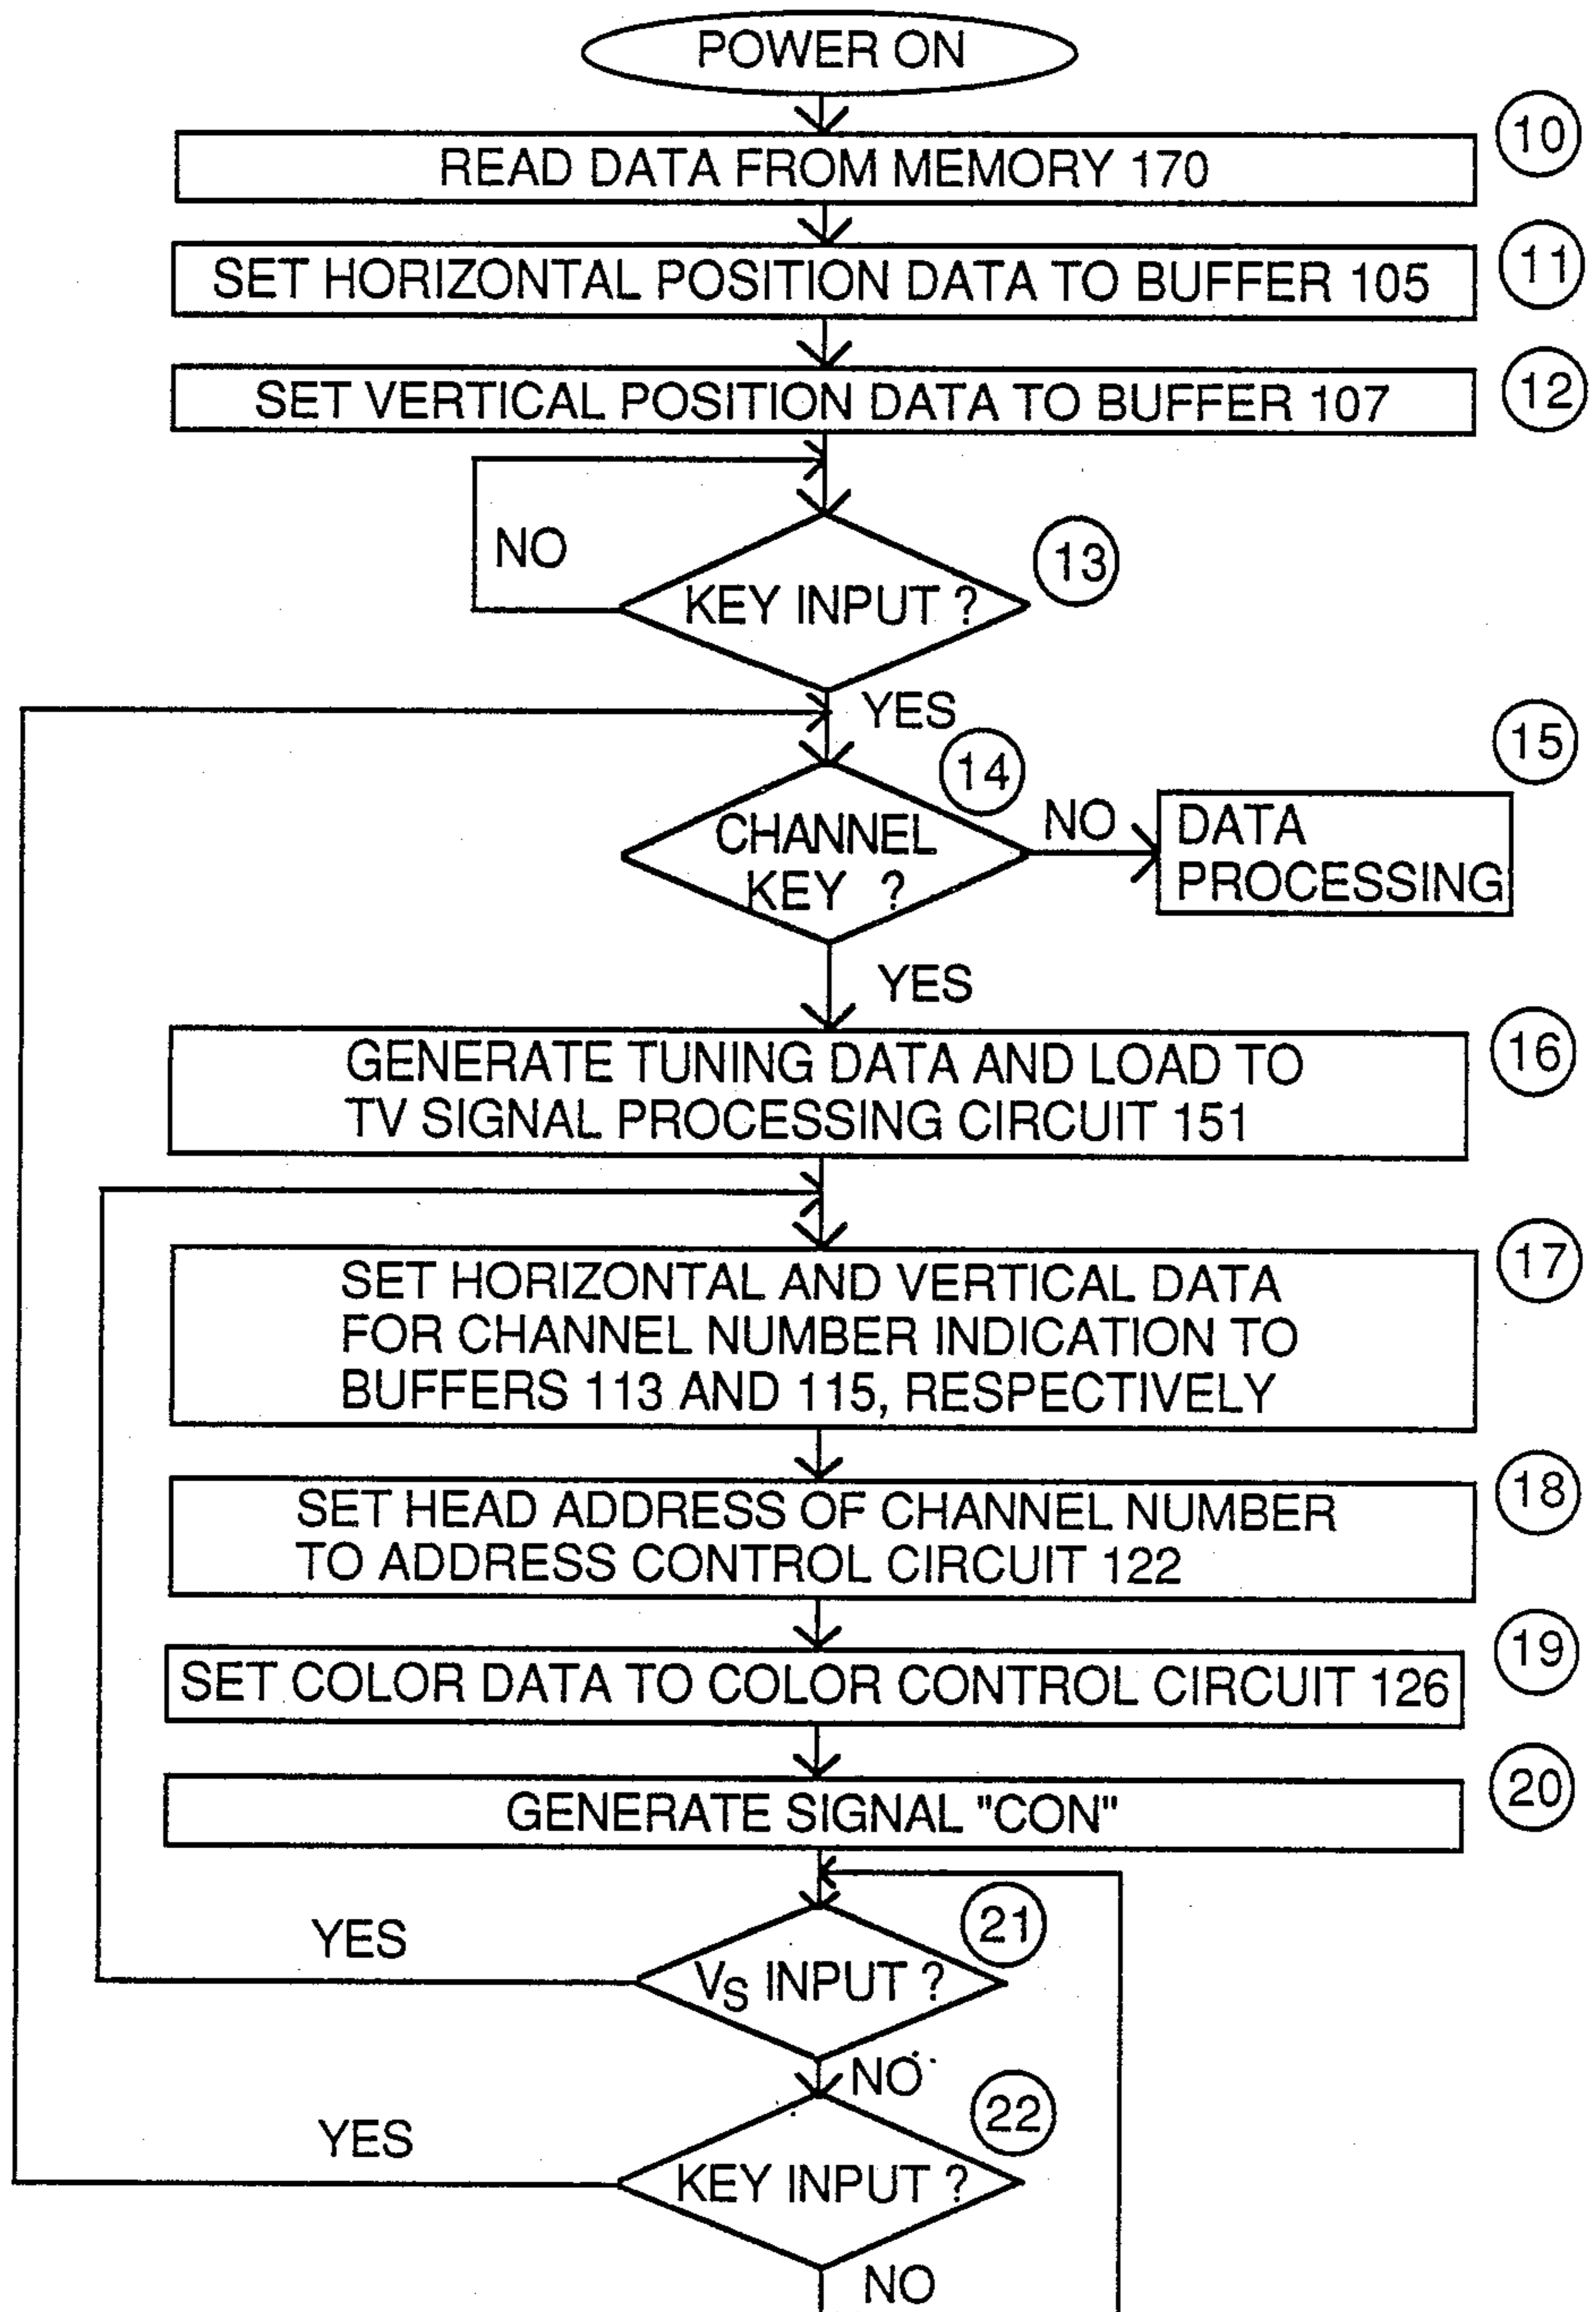 POWER ON
10
READ DATA FROM MEMORY 170
11
SET HORIZONTAL POSITION DATA TO BUFFER 105
12
SET VERTICAL POSITION DATA TO BUFFER 107
NO
13
KEY INPUT ?
YES
14
15
CHANNEL
KEY ?
NO
DATA
PROCESSING
YES
16
GENERATE TUNING DATA AND LOAD TO
TV SIGNAL PROCESSING CIRCUIT 151
17
SET HORIZONTAL AND VERTICAL DATA
FOR CHANNEL NUMBER INDICATION TO
BUFFERS 113 AND 115, RESPECTIVELY
18
SET HEAD ADDRESS OF CHANNEL NUMBER
TO ADDRESS CONTROL CIRCUIT 122
19
SET COLOR DATA TO COLOR CONTROL CIRCUIT 126
20
GENERATE SIGNAL "CON"
21
YES
VS INPUT ?
NO
22
YES
KEY INPUT ?
NO